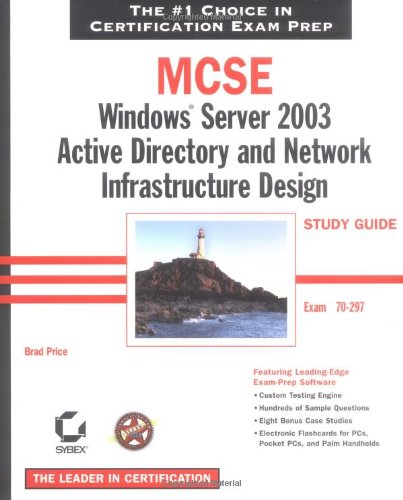 THE #1 CHOICE IN
CERTIFICATION EXAM PREP
MCSE
Windows® Server 2003
Active Directory and Network
Infrastructure Design
STUDY GUIDE
Exam 70-297
Brad Price
Featuring Leading-Edge
Exam-Prep Software
• Custom Testing Engine
• Hundreds of Sample Questions
• Eight Bonus Case Studies
• Electronic Flashcards for PCs,
Pocket PCs, and Palm Handhelds
SYBEX®
THE LEADER IN CERTIFICATION